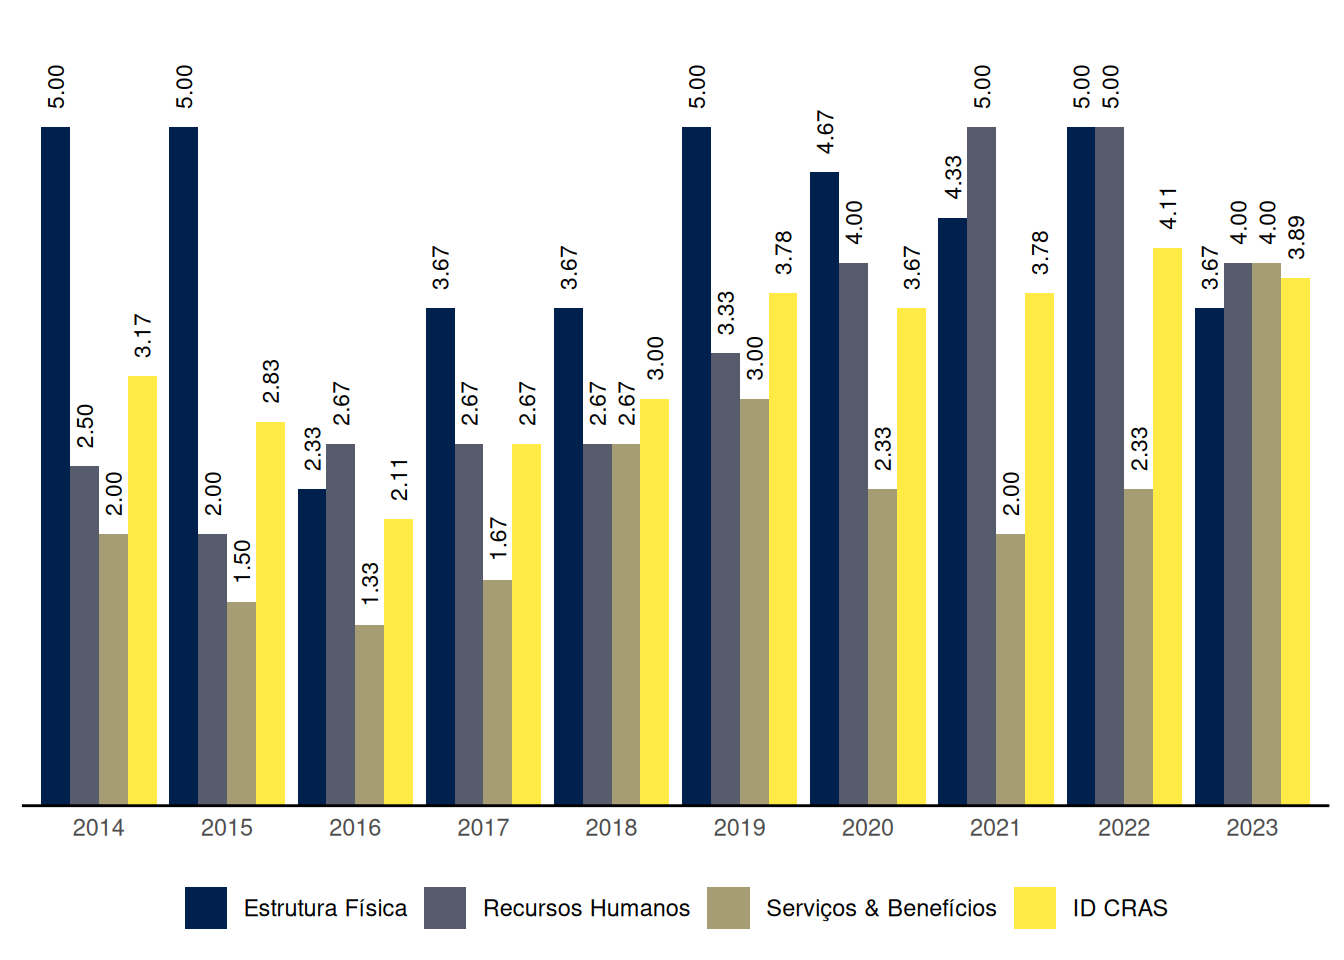 5.00 2.50 2.00 3.17
5.00 2.00 1.50 2.83
2.33 2.67 1.33 2.11
3.67 2.67 1.67 2.67
3.67 2.67 2.67 3.00
5.00 3.33 3.00 3.78
4.67 4.00 2.33 3.67
4.33 5.00 2.00 3.78
5.00 5.00 2.33 4.11
3.67 4.00 4.00 3.89
2014 2015 2016 2017 2018 2019 2020 2021 2022 2023
Estrutura Física Recursos Humanos Serviços & Benefícios ID CRAS